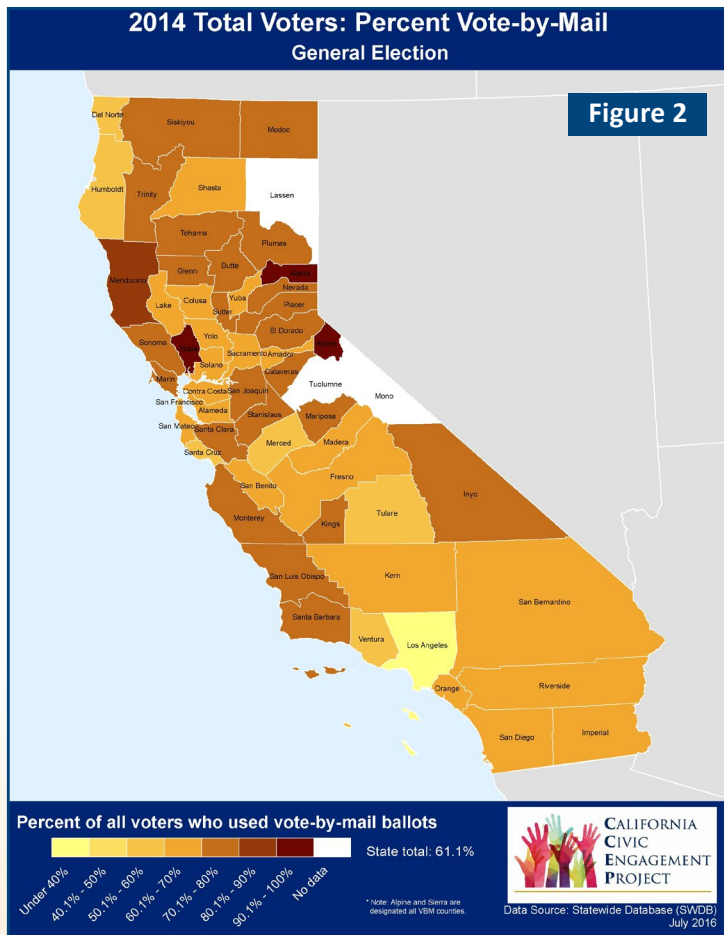 2014 Total Voters: Percent Vote-by-Mail
General Election
Figure 2
Del Norte
Siskiyou
Modoc
Humboldt
Trinity
Shasta
Lassen
Tehama
Plumas
Mendocino
Glenn
Butte
Sierra
Nevada
Lake
Colusa
Yuba
Placer
Sutter
El Dorado
Sonoma
Napa
Yolo
Alpine
Sacramento
Amador
Solano
Calaveras
Marin
Tuolumne
Contra Costa
San Joaquin
Mono
San Francisco
Alameda
Stanislaus
Mariposa
San Mateo
Santa Clara
Merced
Madera
Santa Cruz
Fresno
San Benito
Inyo
Monterey
Kings
Tulare
San Luis Obispo
Kern
San Bernardino
Santa Barbara
Ventura
Los Angeles
Orange
Riverside
San Diego
Imperial
Percent of all voters who used vote-by-mail ballots
State total: 61.1%
Under 40%
40.1% - 50%
50.1% - 60%
60.1% - 70%
70.1% - 80%
81.1% - 90%
90.1% - 100%
No data
* Note: Alpine and Sierra are
designated all VBM counties.
CALIFORNIA
CIVIC
ENGAGEMENT
PROJECT
Data Source: Statewide Database (SWDB)
July 2016